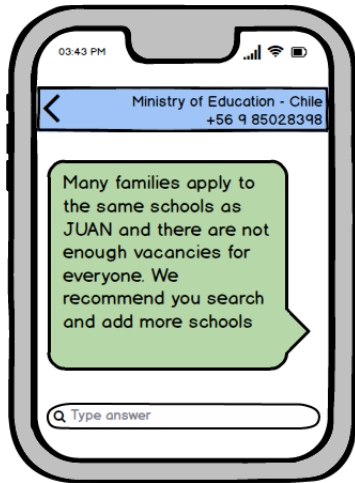 03:43 PM
Ministry of Education - Chile
+56 9 85028398
Many families apply to
the same schools as
JUAN and there are not
enough vacancies for
everyone. We
recommend you search
and add more schools
Type answer